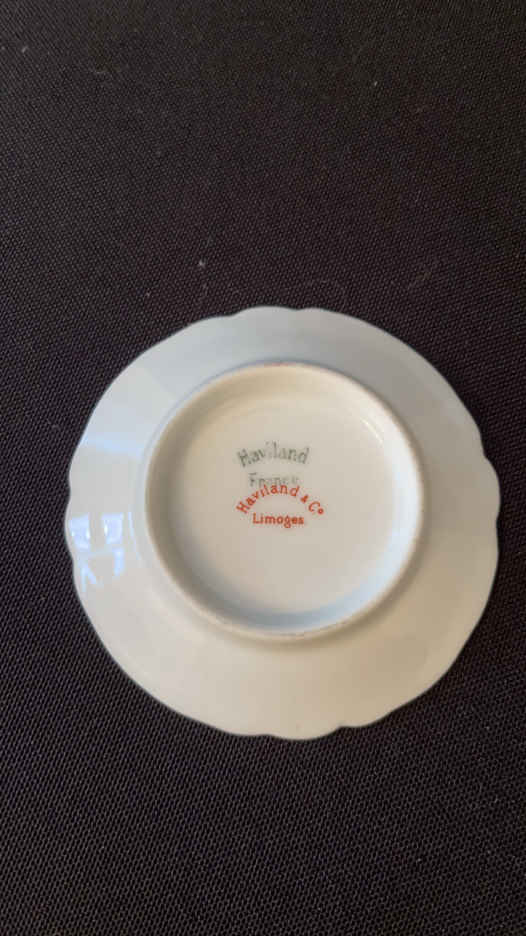 Haviland
France
Haviland & Co
Limoges